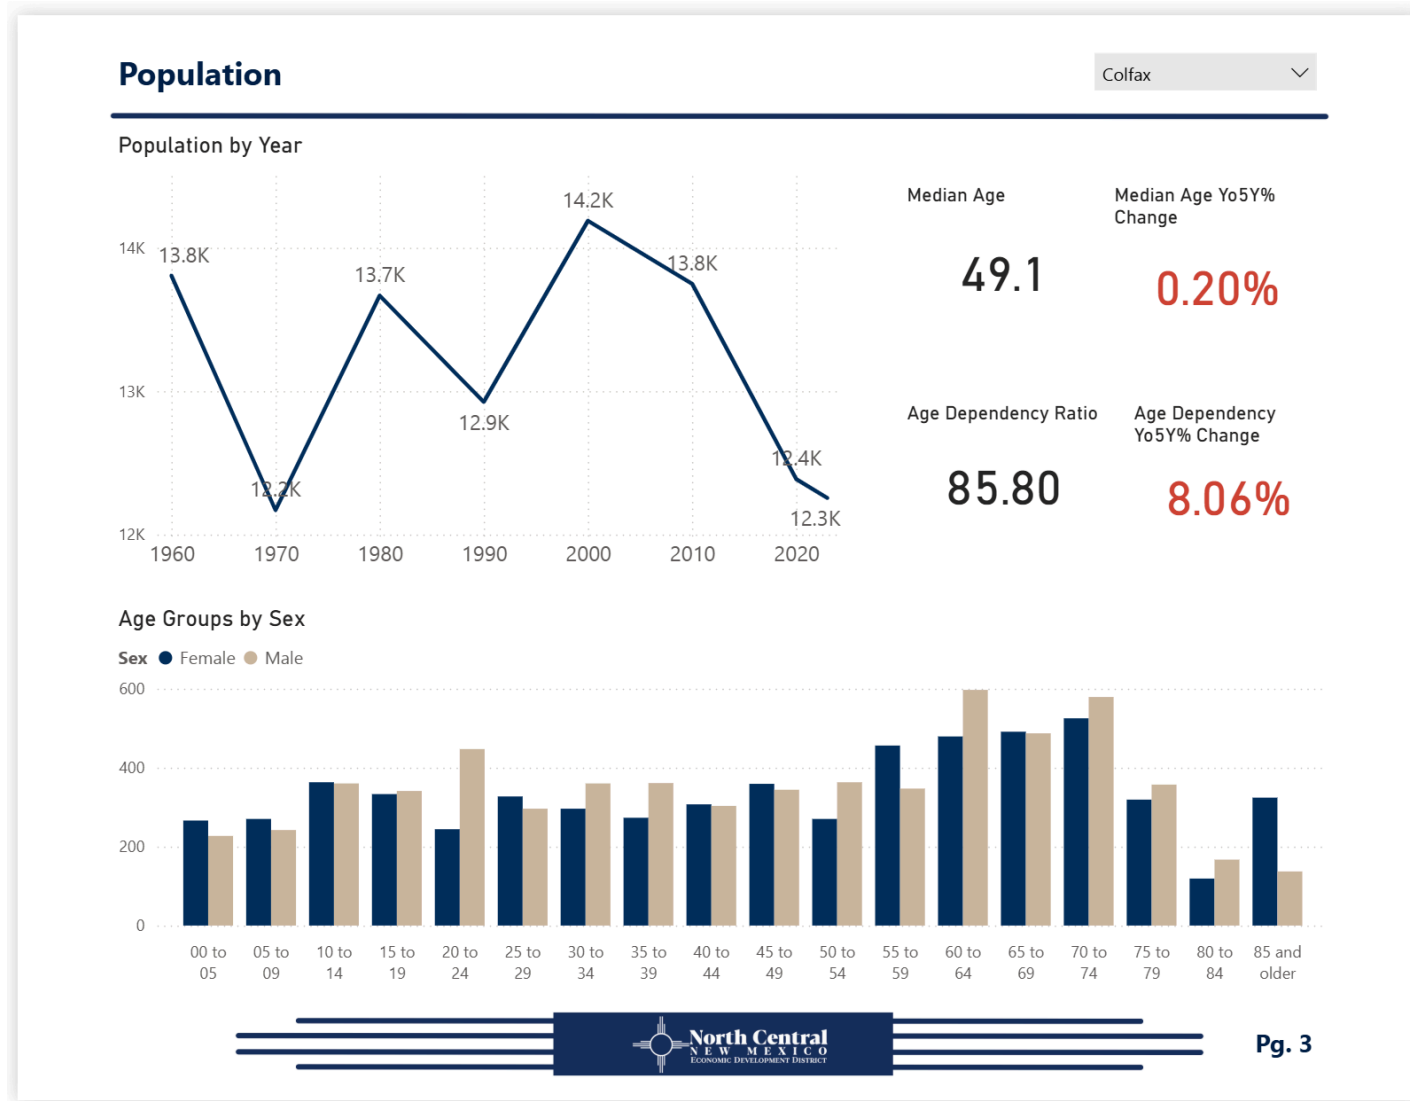 Population
Colfax
Population by Year
14K
13K
12K
13.8K
12.2K
13.7K
12.9K
14.2K
13.8K
12.4K
12.3K
1960 1970 1980 1990 2000 2010 2020
Median Age
49.1
Median Age Yo5Y%
Change
0.20%
Age Dependency Ratio
85.80
Age Dependency
Yo5Y% Change
8.06%
Age Groups by Sex
Sex Female Male
600
400
200
0
00 to
05
05 to
09
10 to
14
15 to
19
20 to
24
25 to
29
30 to
34
35 to
39
40 to
44
45 to
49
50 to
54
55 to
59
60 to
64
65 to
69
70 to
74
75 to
79
80 to
84
85 and
older
North Central
NEW MEXICO
ECONOMIC DEVELOPMENT DISTRICT
Pg. 3